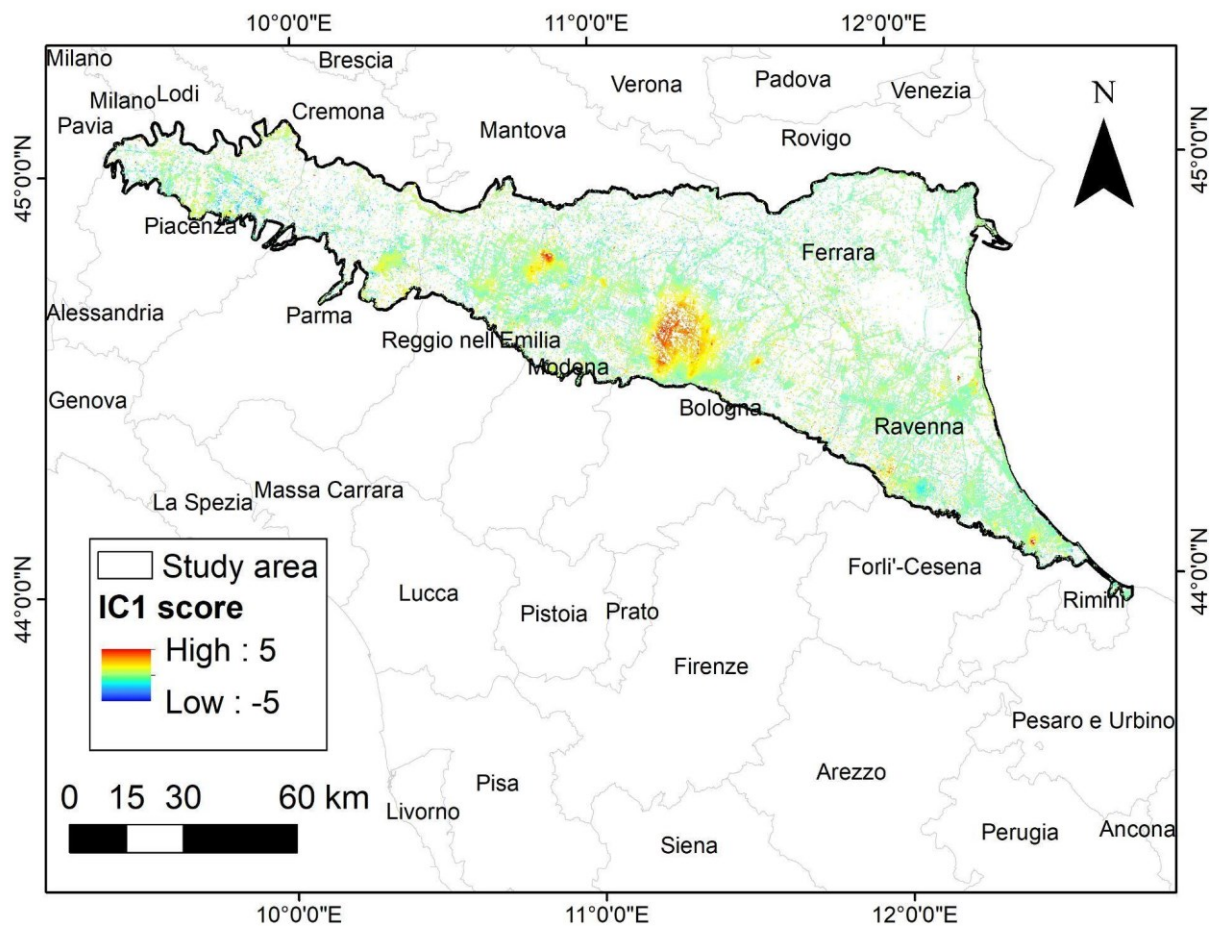 10°0'0"E
11°0'0"E
12°0'0"E
Milano
Brescia
Verona
Padova
Venezia
Milano
Lodi
Cremona
Pavia
Mantova
Rovigo
N
45°0'0"N
45°0'0"N
Piacenza
Ferrara
Alessandria
Parma
Reggio nell'Emilia
Modena
Genova
Bologna
Ravenna
La Spezia
Massa Carrara
Study area
IC1 score
High : 5
Low : -5
Lucca
Pistoia
Prato
Forli'-Cesena
Rimini
44°0'0"N
44°0'0"N
Firenze
Pesaro e Urbino
Arezzo
Pisa
0 15 30 60 km
Livorno
Siena
Perugia
Ancona
10°0'0"E
11°0'0"E
12°0'0"E